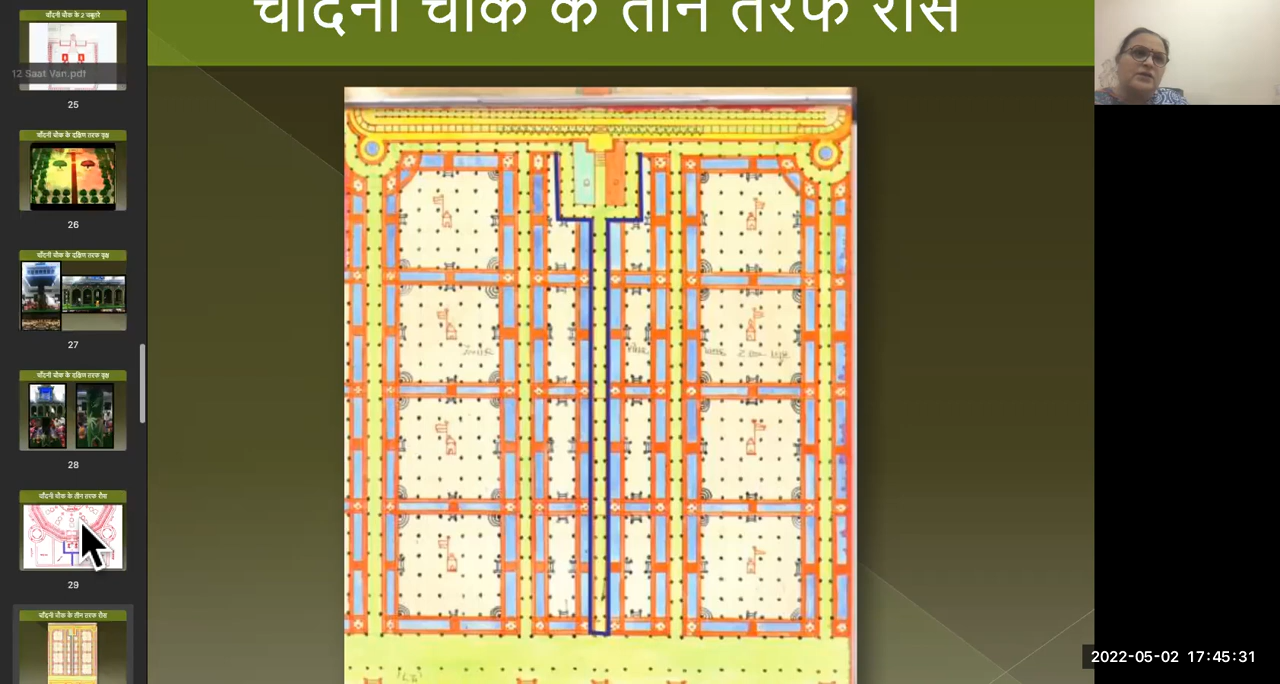 चाँदनी चौक के तीन तरफ रौंस
चाँदनी चौक के 2 चबूतरे
12 Saat Van.pdf
25
चाँदनी चौक के दक्षिण तरफ वृक्ष
26
चाँदनी चौक के दक्षिण तरफ वृक्ष
27
चाँदनी चौक के दक्षिण तरफ वृक्ष
28
चाँदनी चौक के तीन तरफ रौंस
29
चाँदनी चौक के तीन तरफ रौंस
2022-05-02 17:45:31